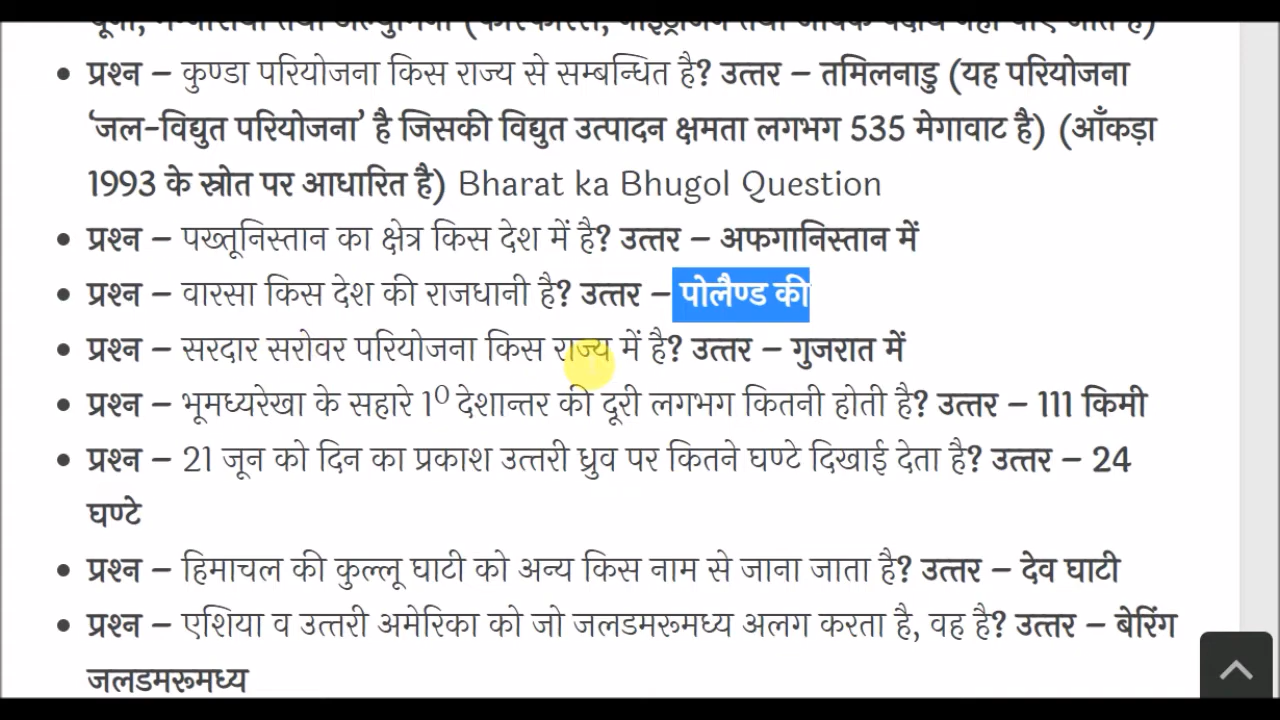 प्रश्न – कुण्डा परियोजना किस राज्य से सम्बन्धित है? उत्तर – तमिलनाडु (यह परियोजना
‘जल-विद्युत परियोजना’ है जिसकी विद्युत उत्पादन क्षमता लगभग 535 मेगावाट है) (आँकड़ा
1993 के स्रोत पर आधारित है) Bharat ka Bhugol Question
प्रश्न – पख्तूनिस्तान का क्षेत्र किस देश में है? उत्तर – अफगानिस्तान में
प्रश्न – वारसा किस देश की राजधानी है? उत्तर – पोलैण्ड की
प्रश्न – सरदार सरोवर परियोजना किस राज्य में है? उत्तर – गुजरात में
प्रश्न – भूमध्यरेखा के सहारे 1⁰ देशान्तर की दूरी लगभग कितनी होती है? उत्तर – 111 किमी
प्रश्न – 21 जून को दिन का प्रकाश उत्तरी ध्रुव पर कितने घण्टे दिखाई देता है? उत्तर – 24
घण्टे
प्रश्न – हिमाचल की कुल्लू घाटी को अन्य किस नाम से जाना जाता है? उत्तर – देव घाटी
प्रश्न – एशिया व उत्तरी अमेरिका को जो जलडमरूमध्य अलग करता है, वह है? उत्तर – बेरिंग
जलडमरूमध्य